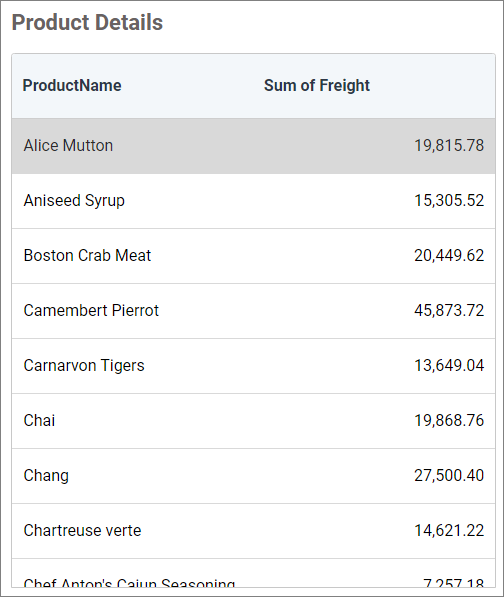 Product Details
ProductName Sum of Freight
Alice Mutton 19,815.78
Aniseed Syrup 15,305.52
Boston Crab Meat 20,449.62
Camembert Pierrot 45,873.72
Carnarvon Tigers 13,649.04
Chai 19,868.76
Chang 27,500.40
Chartreuse verte 14,621.22
Chef Anton's Cajun Seasoning 7,257.18